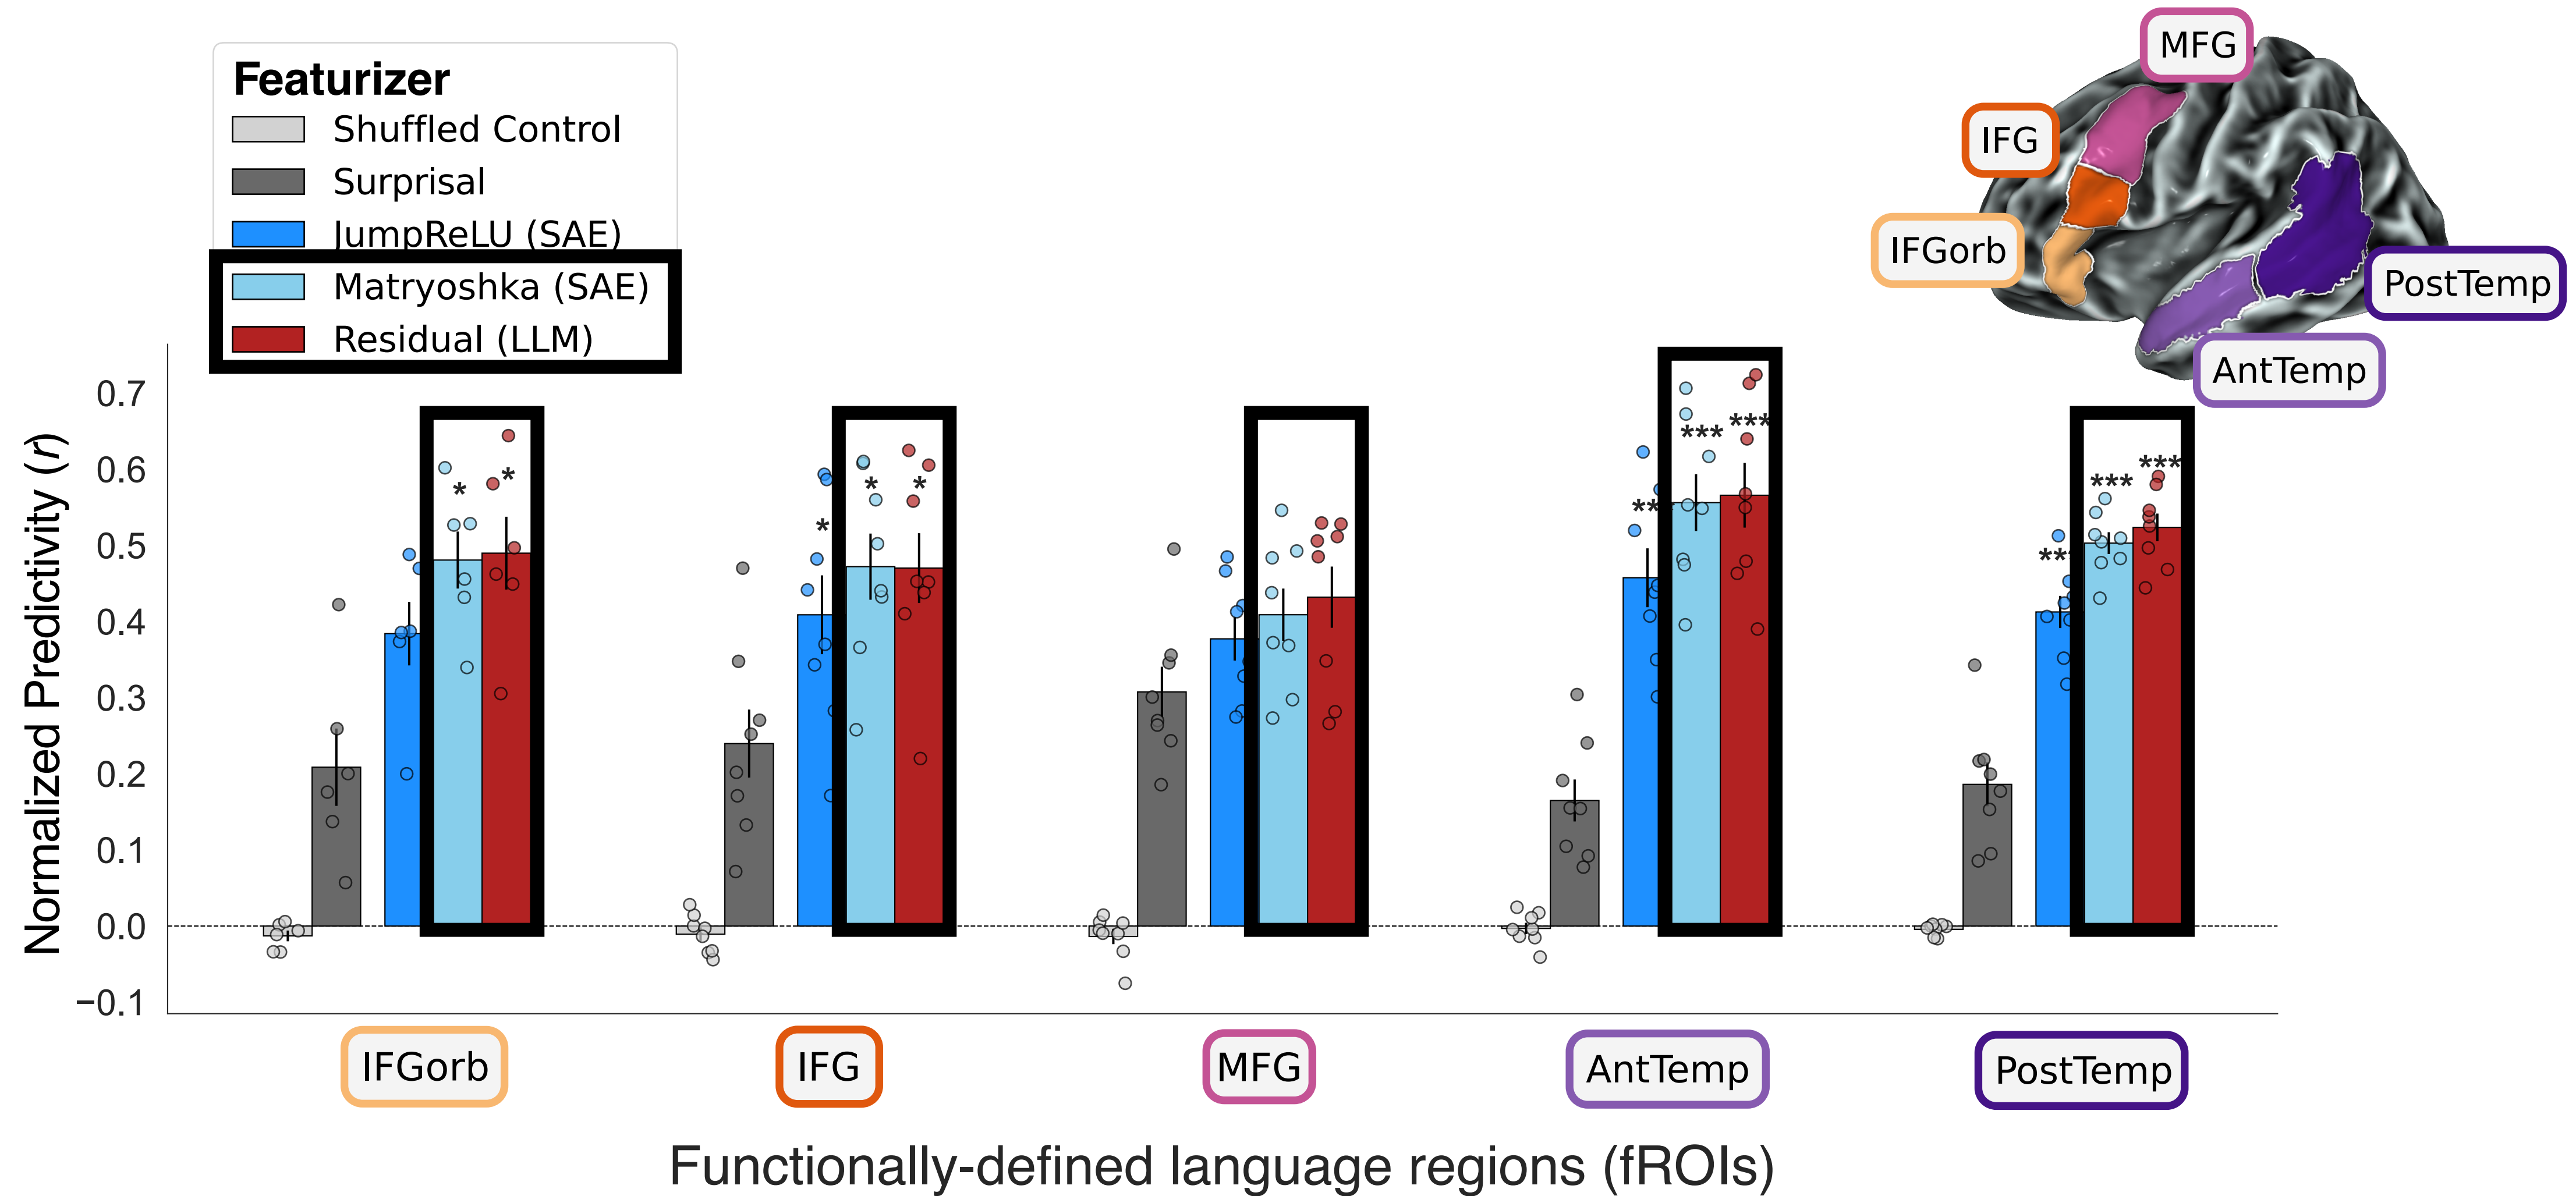 Featurizer
Shuffled Control
Surprisal
JumpReLU (SAE)
Matryoshka (SAE)
Residual (LLM)
MFG
IFG
IFGorb
PostTemp
AntTemp
Normalized Predictivity (r)
0.7
0.6
0.5
0.4
0.3
0.2
0.1
0.0
−0.1
* *
* * *
** *** ***
** *** ***
IFGorb
IFG
MFG
AntTemp
PostTemp
Functionally-defined language regions (fROIs)